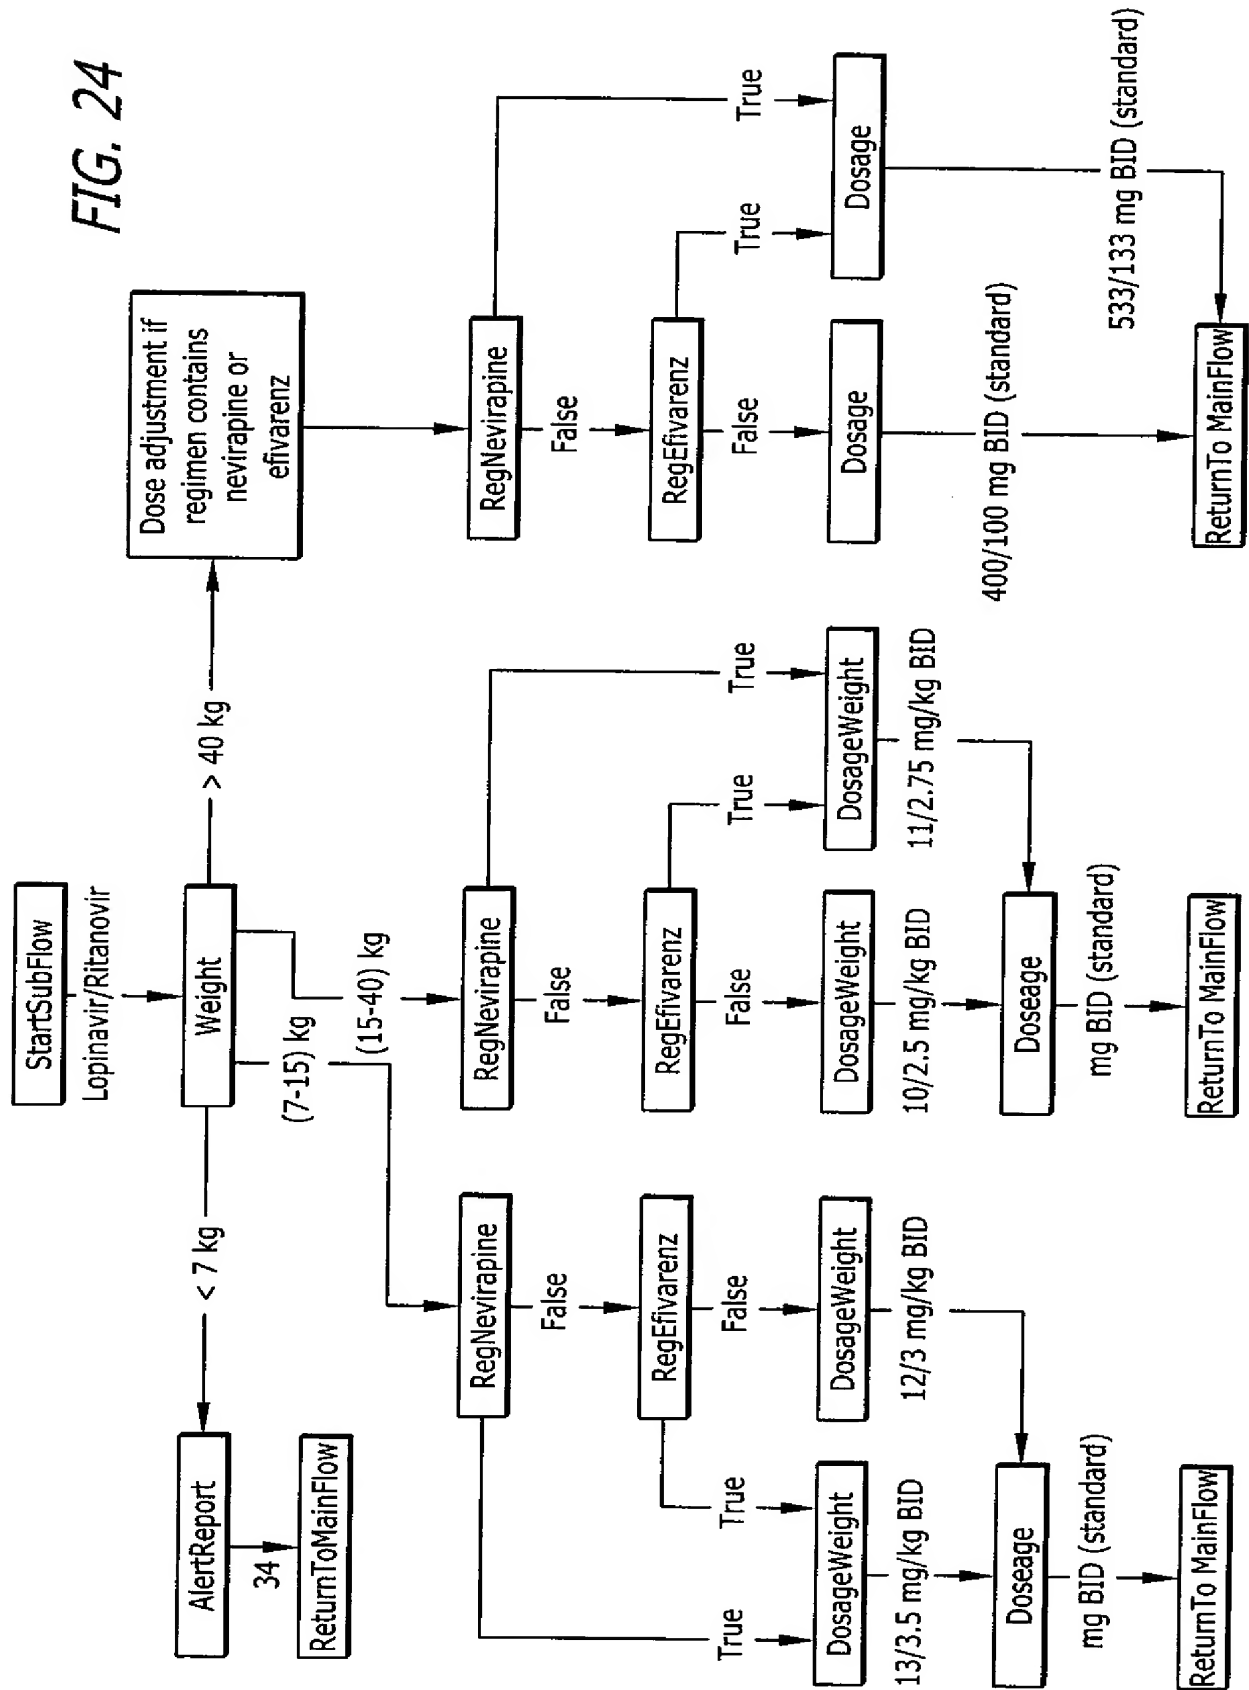 FIG. 24
StartSubFlow
Lopinavir/Ritanovir
Weight
< 7 kg
(7-15) kg
(15-40) kg
> 40 kg
AlertReport
34
ReturnToMainFlow
Dose adjustment if
regimen contains
nevirapine or
efivarenz
RegNevirapine
False
True
RegEfivarenz
True
False
DosageWeight
DosageWeight
13/3.5 mg/kg BID
12/3 mg/kg BID
Doseage
mg BID (standard)
ReturnTo MainFlow
RegNevirapine
False
True
RegEfivarenz
False
True
DosageWeight
DosageWeight
10/2.5 mg/kg BID
11/2.75 mg/kg BID
Doseage
mg BID (standard)
ReturnTo MainFlow
RegNevirapine
False
True
RegEfivarenz
False
True
Dosage
Dosage
400/100 mg BID (standard)
533/133 mg BID (standard)
ReturnTo MainFlow